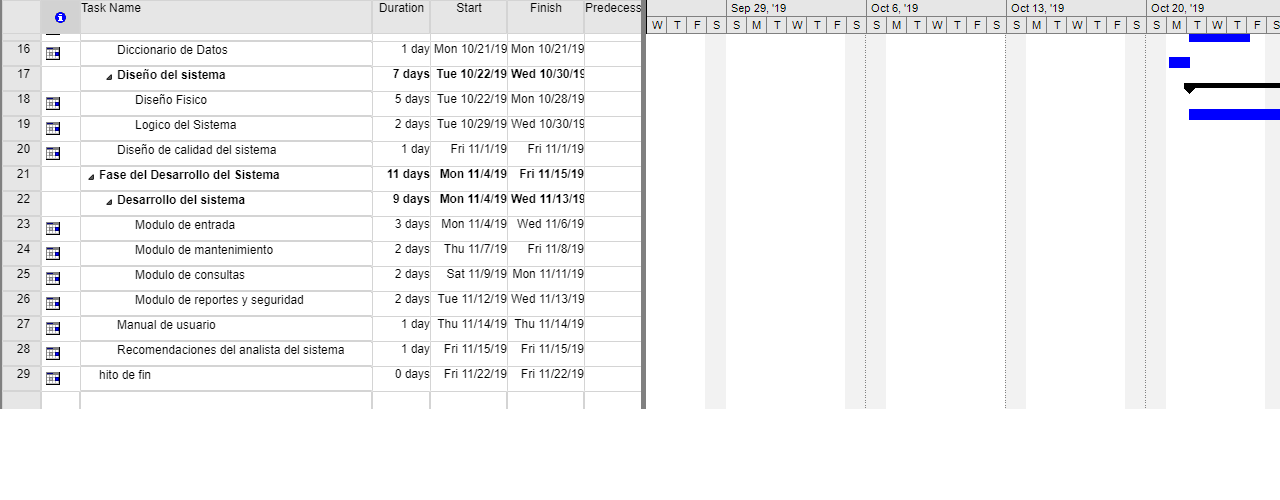 Task Name Duration Start Finish Predecess Sep 29, '19 Oct 6, '19 Oct 13, '19 Oct 20, '19
W T F S S M T W T F S S M T W T F S S M T W T F S S M T W T F S
16 Diccionario de Datos 1 day Mon 10/21/19 Mon 10/21/19
17 Diseño del sistema 7 days Tue 10/22/19 Wed 10/30/19
18 Diseño Fisico 5 days Tue 10/22/19 Mon 10/28/19
19 Logico del Sistema 2 days Tue 10/29/19 Wed 10/30/19
20 Diseño de calidad del sistema 1 day Fri 11/1/19 Fri 11/1/19
21 Fase del Desarrollo del Sistema 11 days Mon 11/4/19 Fri 11/15/19
22 Desarrollo del sistema 9 days Mon 11/4/19 Wed 11/13/19
23 Modulo de entrada 3 days Mon 11/4/19 Wed 11/6/19
24 Modulo de mantenimiento 2 days Thu 11/7/19 Fri 11/8/19
25 Modulo de consultas 2 days Sat 11/9/19 Mon 11/11/19
26 Modulo de reportes y seguridad 2 days Tue 11/12/19 Wed 11/13/19
27 Manual de usuario 1 day Thu 11/14/19 Thu 11/14/19
28 Recomendaciones del analista del sistema 1 day Fri 11/15/19 Fri 11/15/19
29 hito de fin 0 days Fri 11/22/19 Fri 11/22/19